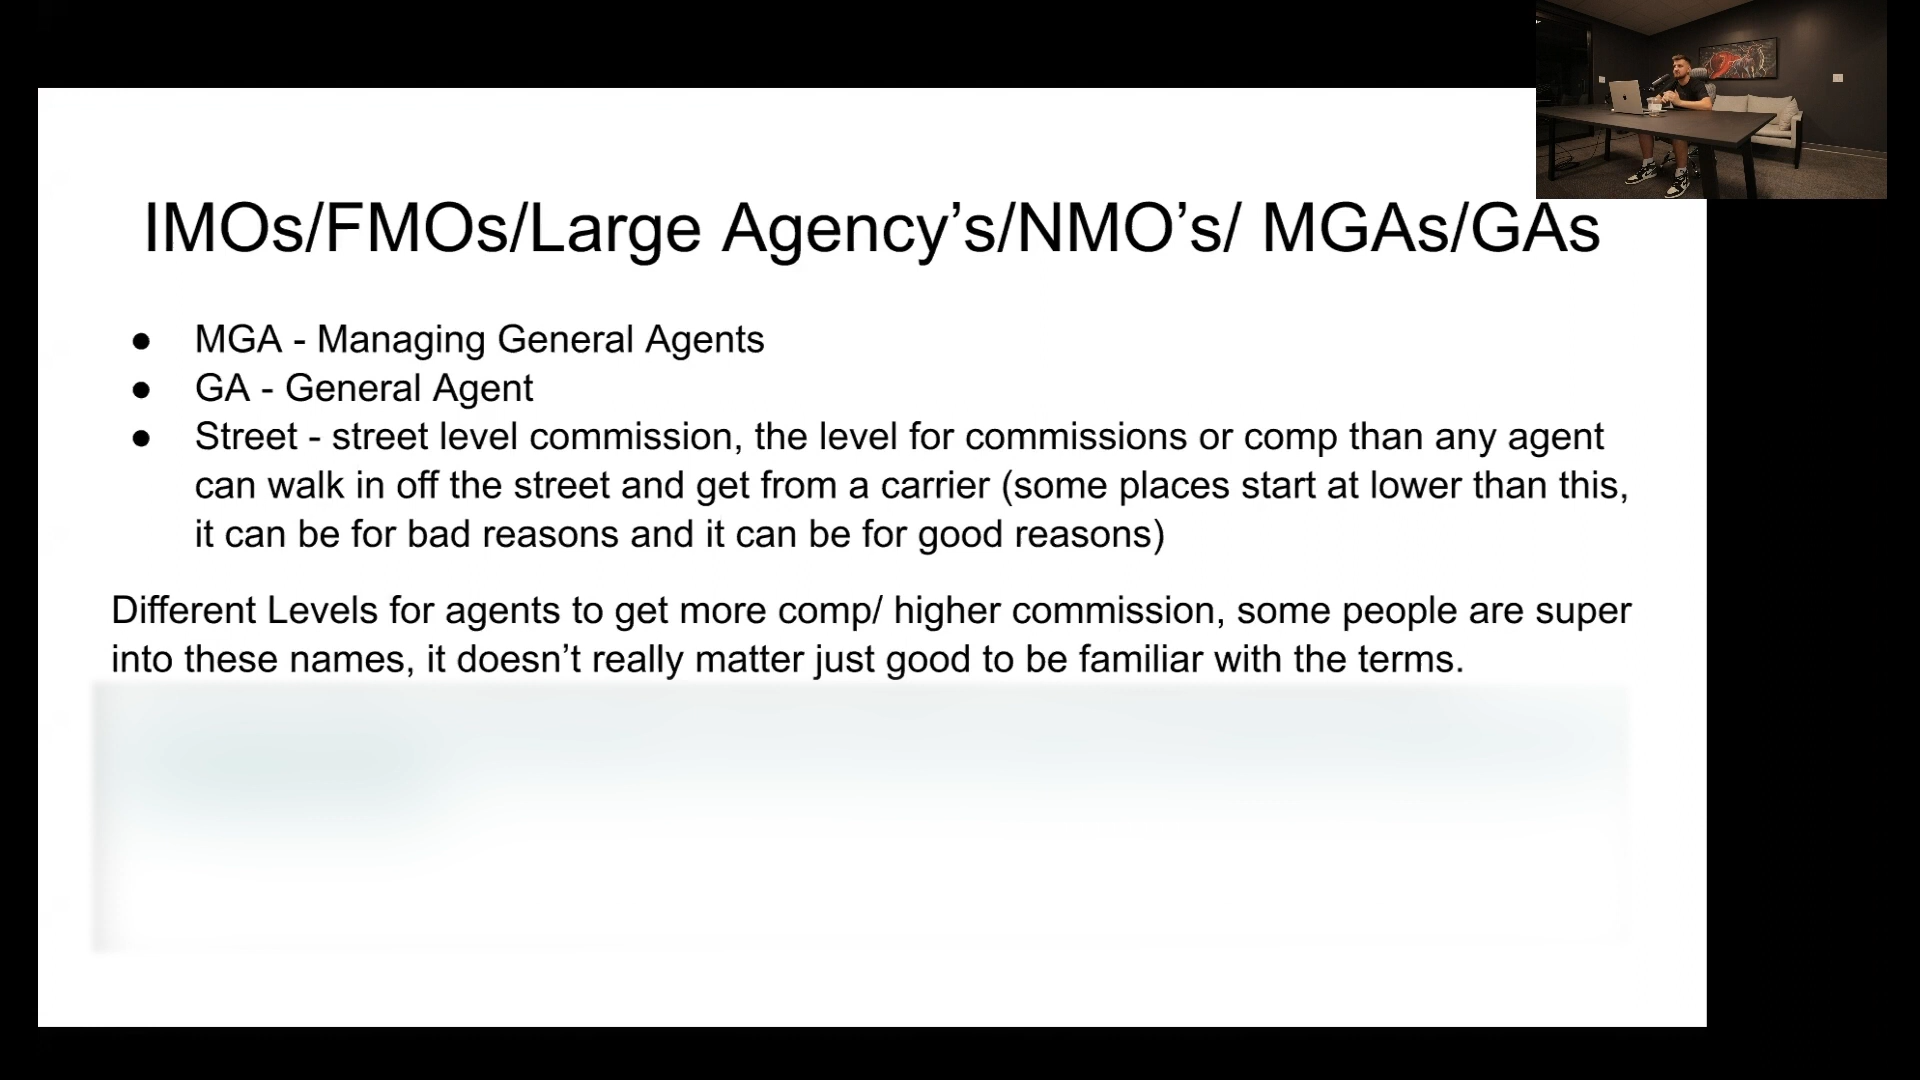 IMOs/FMOs/Large Agency’s/NMO’s/ MGAs/GAs
● MGA - Managing General Agents
● GA - General Agent
● Street - street level commission, the level for commissions or comp than any agent
can walk in off the street and get from a carrier (some places start at lower than this,
it can be for bad reasons and it can be for good reasons)
Different Levels for agents to get more comp/ higher commission, some people are super
into these names, it doesn’t really matter just good to be familiar with the terms.